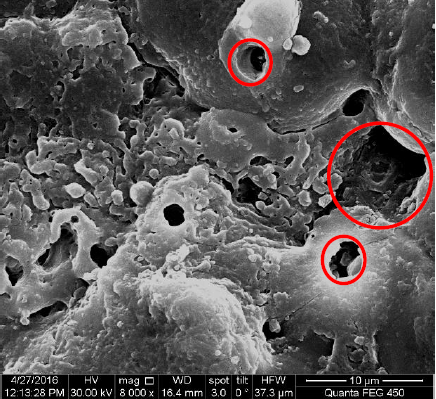 4/27/2016 HV mag WD spot tilt HFW 10 µm
12:13:28 PM 30.00 kV 8 000 x 16.4 mm 3.0 0 ° 37.3 µm Quanta FEG 450